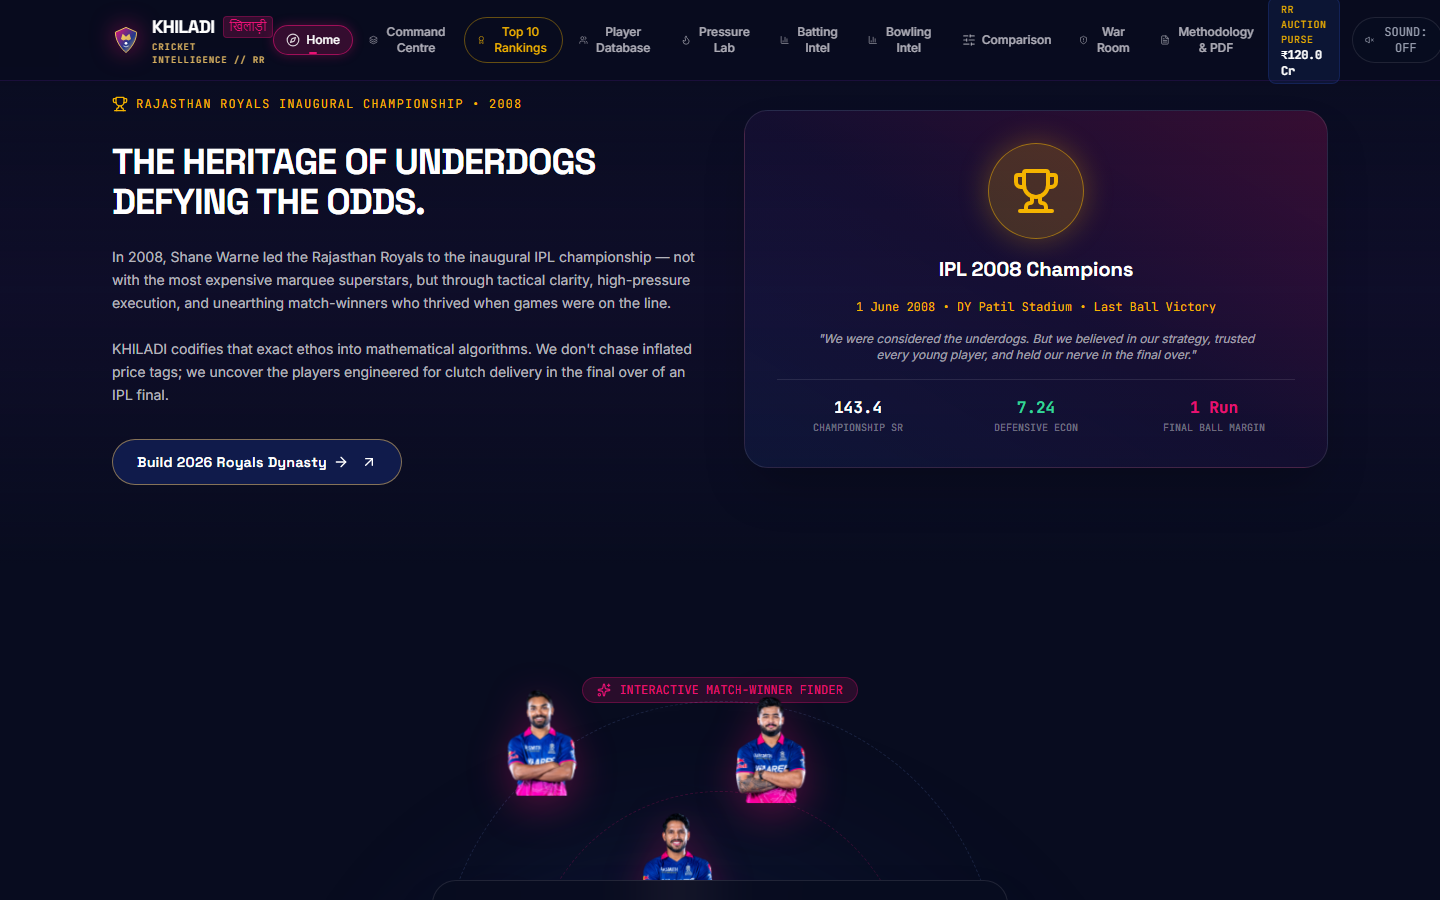 KHILADI खिलाड़ी
CRICKET
INTELLIGENCE // RR
Home
Command
Centre
Top 10
Rankings
Player
Database
Pressure
Lab
Batting
Intel
Bowling
Intel
Comparison
War
Room
Methodology
& PDF
RR
AUCTION
PURSE
₹120.0
Cr
SOUND:
OFF
RAJASTHAN ROYALS INAUGURAL CHAMPIONSHIP • 2008
THE HERITAGE OF UNDERDOGS
DEFYING THE ODDS.
In 2008, Shane Warne led the Rajasthan Royals to the inaugural IPL championship — not
with the most expensive marquee superstars, but through tactical clarity, high-pressure
execution, and unearthing match-winners who thrived when games were on the line.
KHILADI codifies that exact ethos into mathematical algorithms. We don't chase inflated
price tags; we uncover the players engineered for clutch delivery in the final over of an
IPL final.
Build 2026 Royals Dynasty →
IPL 2008 Champions
1 June 2008 • DY Patil Stadium • Last Ball Victory
"We were considered the underdogs. But we believed in our strategy, trusted
every young player, and held our nerve in the final over."
143.4
CHAMPIONSHIP SR
7.24
DEFENSIVE ECON
1 Run
FINAL BALL MARGIN
INTERACTIVE MATCH-WINNER FINDER